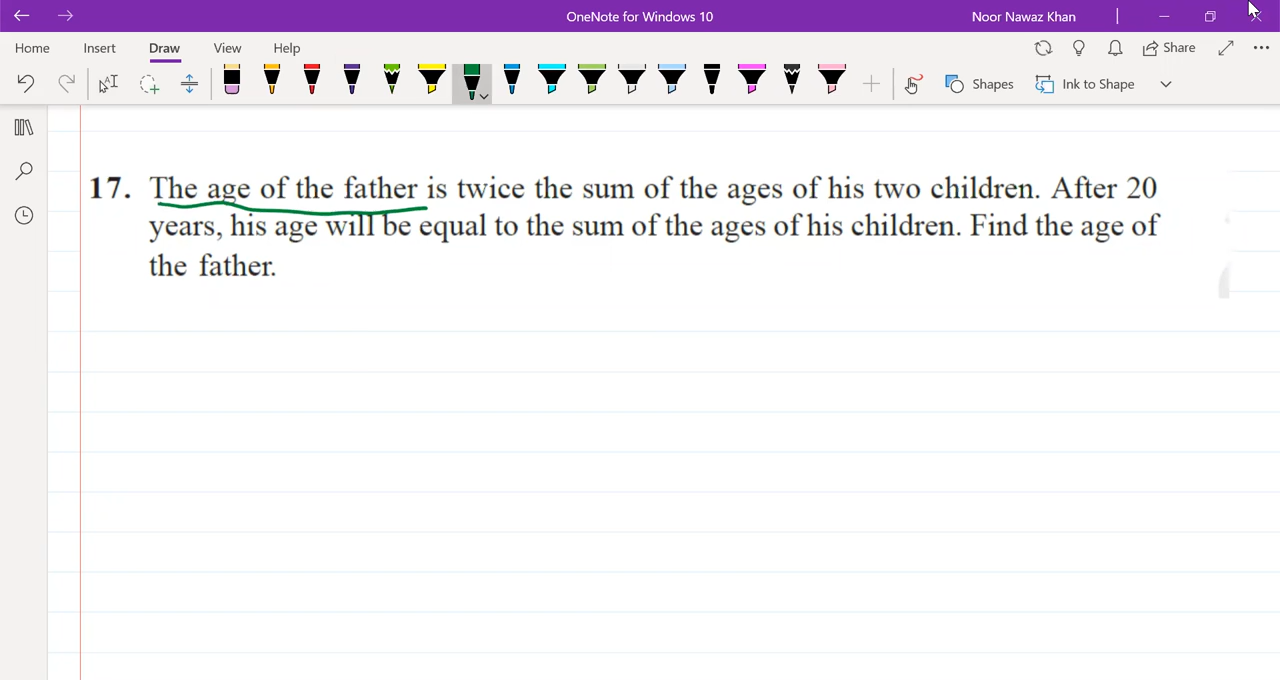 OneNote for Windows 10
Noor Nawaz Khan
Home Insert Draw View Help
Share
Shapes
Ink to Shape
17. The age of the father is twice the sum of the ages of his two children. After 20
years, his age will be equal to the sum of the ages of his children. Find the age of
the father.